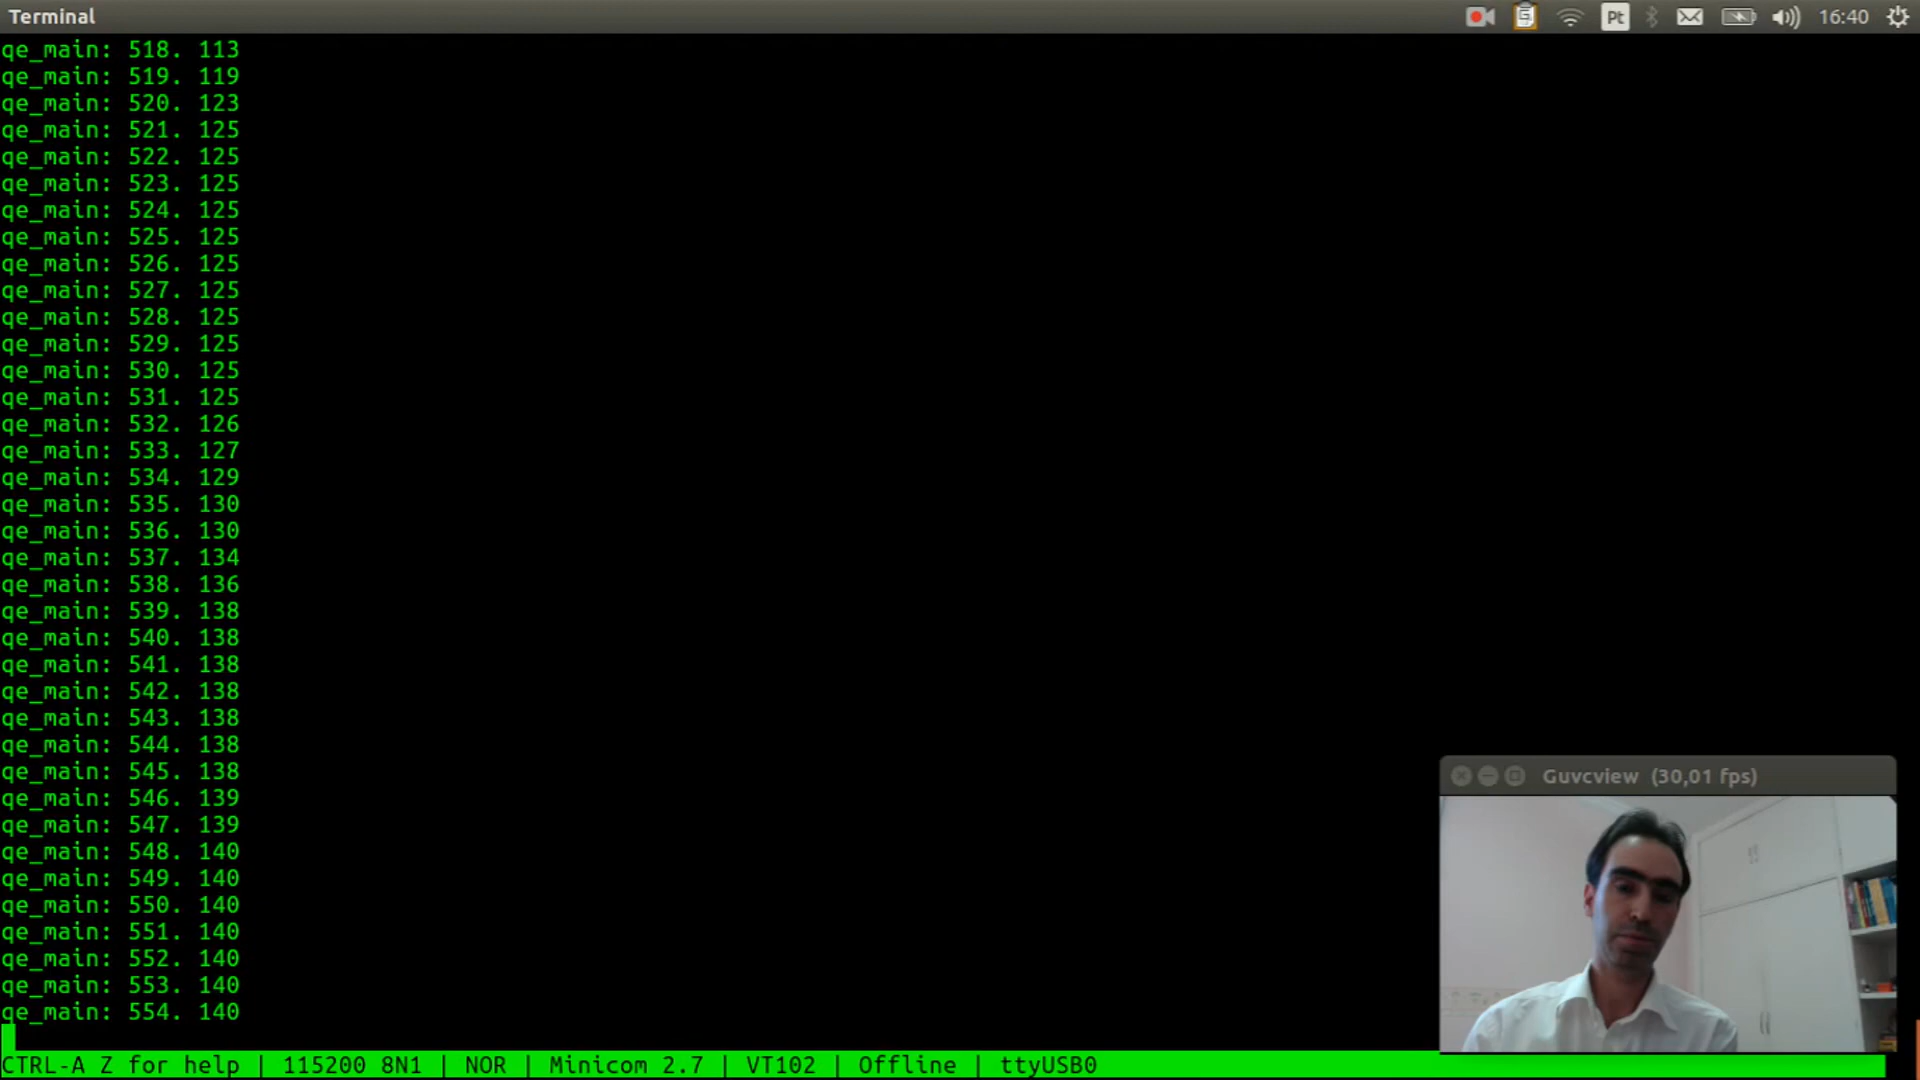 Terminal
Pt
16:40
qe_main: 518. 113
qe_main: 519. 119
qe_main: 520. 123
qe_main: 521. 125
qe_main: 522. 125
qe_main: 523. 125
qe_main: 524. 125
qe_main: 525. 125
qe_main: 526. 125
qe_main: 527. 125
qe_main: 528. 125
qe_main: 529. 125
qe_main: 530. 125
qe_main: 531. 125
qe_main: 532. 126
qe_main: 533. 127
qe_main: 534. 129
qe_main: 535. 130
qe_main: 536. 130
qe_main: 537. 134
qe_main: 538. 136
qe_main: 539. 138
qe_main: 540. 138
qe_main: 541. 138
qe_main: 542. 138
qe_main: 543. 138
qe_main: 544. 138
qe_main: 545. 138
qe_main: 546. 139
qe_main: 547. 139
qe_main: 548. 140
qe_main: 549. 140
qe_main: 550. 140
qe_main: 551. 140
qe_main: 552. 140
qe_main: 553. 140
qe_main: 554. 140
Guvcview (30,01 fps)
CTRL-A Z for help | 115200 8N1 | NOR | Minicom 2.7 | VT102 | Offline | ttyUSB0